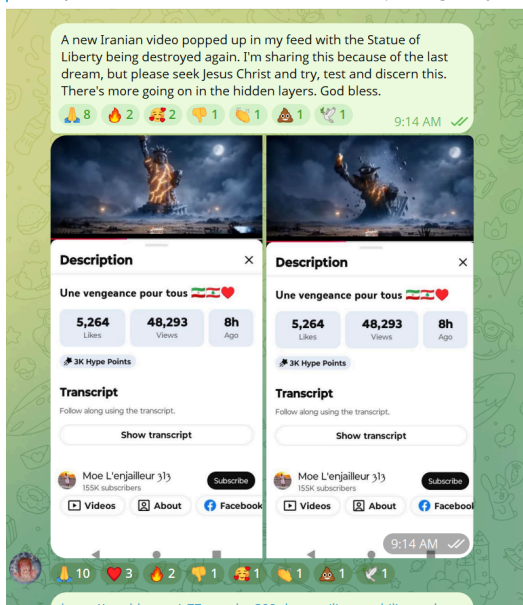 A new Iranian video popped up in my feed with the Statue of
Liberty being destroyed again. I'm sharing this because of the last
dream, but please seek Jesus Christ and try, test and discern this.
There's more going on in the hidden layers. God bless.
🙏 8 🔥 2 🥰 2 👎 1 👏 1 💩 1 🕊 1
9:14 AM
Description
Une vengeance pour tous 🇮🇷🇱🇧❤️
5,264 48,293 8h
Likes Views Ago
3K Hype Points
Transcript
Follow along using the transcript.
Show transcript
Moe L'enjailleur 313
155K subscribers
Subscribe
Videos About Facebook
Description
Une vengeance pour tous 🇮🇷🇱🇧❤️
5,264 48,293 8h
Likes Views Ago
3K Hype Points
Transcript
Follow along using the transcript.
Show transcript
Moe L'enjailleur 313
155K subscribers
Subscribe
Videos About Facebook
9:14 AM
🙏 10 ❤️ 3 🔥 2 👎 1 🥰 1 👏 1 💩 1 🕊 1